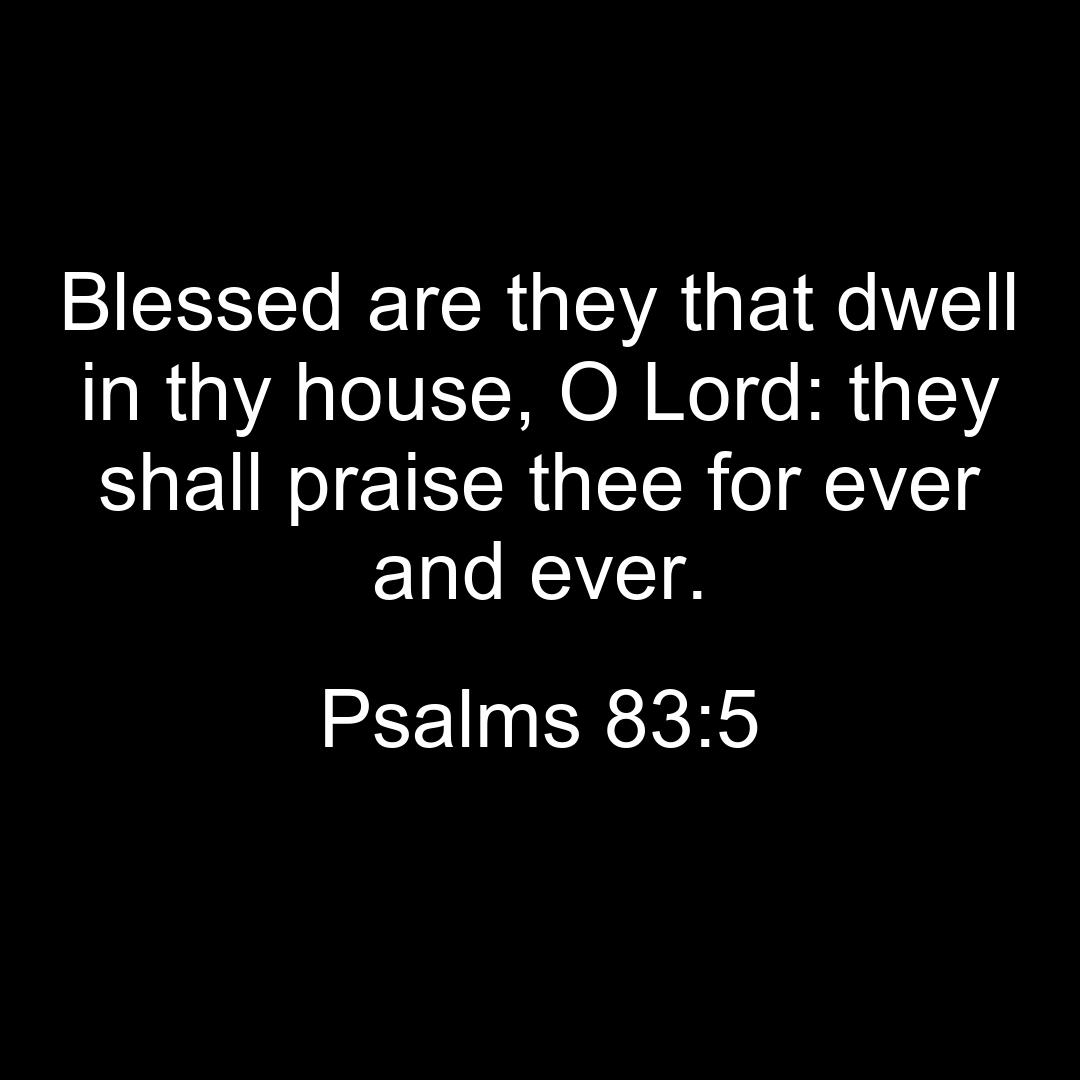 Blessed are they that dwell
in thy house, O Lord: they
shall praise thee for ever
and ever.
Psalms 83:5